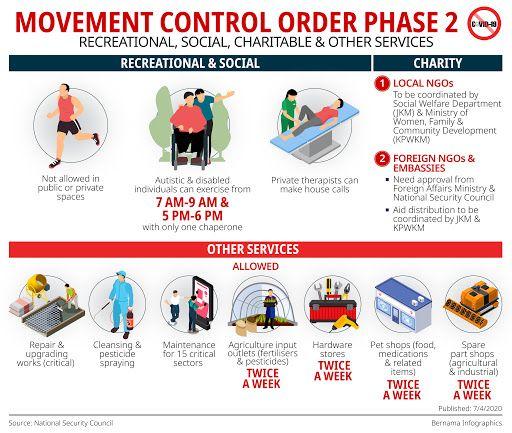 MOVEMENT CONTROL ORDER PHASE 2
COVID-19
RECREATIONAL, SOCIAL, CHARITABLE & OTHER SERVICES
RECREATIONAL & SOCIAL
Not allowed in
public or private
spaces
Autistic & disabled
individuals can exercise from
7 AM-9 AM &
5 PM-6 PM
with only one chaperone
Private therapists can
make house calls
CHARITY
1 LOCAL NGOs
To be coordinated by
Social Welfare Department
(JKM) & Ministry of
Women, Family &
Community Development
(KPWKM)
2 FOREIGN NGOs &
EMBASSIES
▪ Need approval from
Foreign Affairs Ministry &
National Security Council
▪ Aid distribution to be
coordinated by JKM &
KPWKM
OTHER SERVICES
ALLOWED
Repair &
upgrading
works (critical)
Cleansing &
pesticide
spraying
Maintenance
for 15 critical
sectors
Agriculture input
outlets (fertilisers
& pesticides)
TWICE
A WEEK
Hardware
stores
TWICE
A WEEK
Pet shops (food,
medications
& related
items)
TWICE
A WEEK
Spare
part shops
(agricultural
& industrial)
TWICE
A WEEK
Published: 7/4/2020
Source: National Security Council
Bernama Infographics